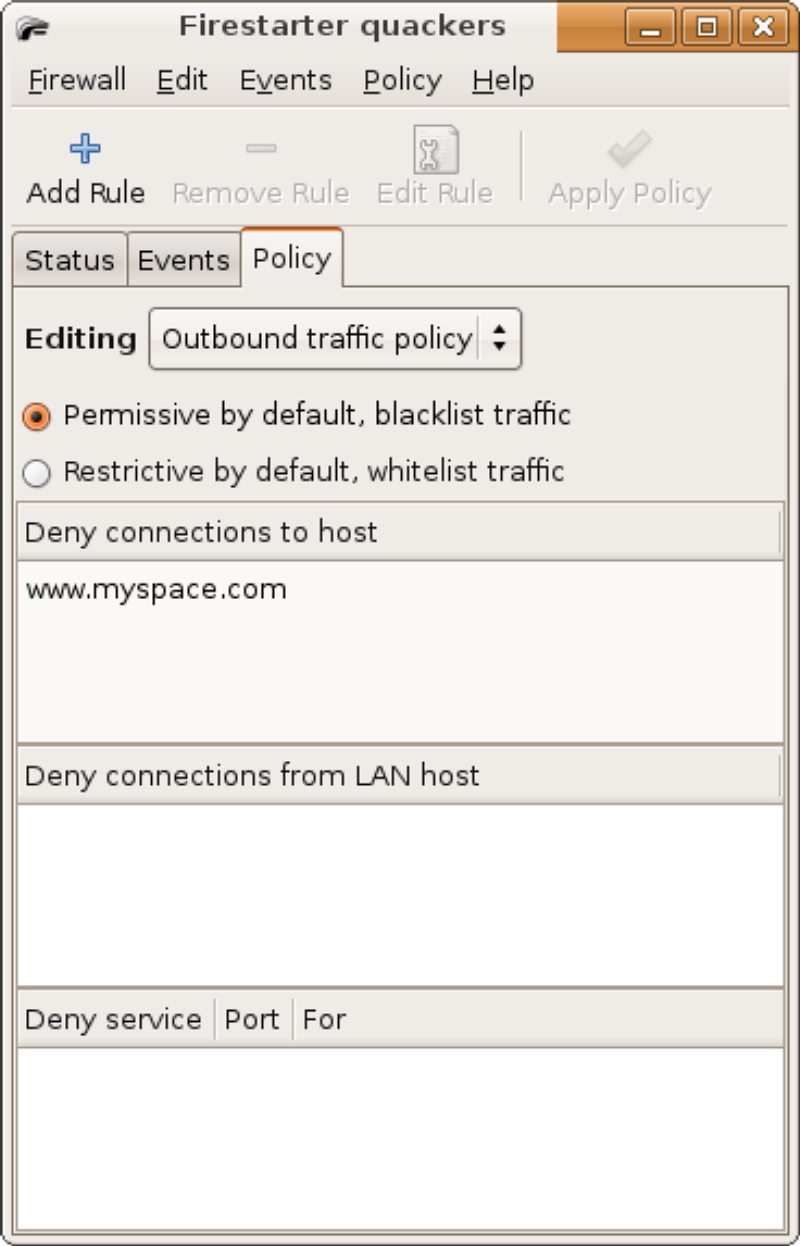 Firestarter quackers
Firewall Edit Events Policy Help
Add Rule Remove Rule Edit Rule Apply Policy
Status Events Policy
Editing Outbound traffic policy
Permissive by default, blacklist traffic
Restrictive by default, whitelist traffic
Deny connections to host
www.myspace.com
Deny connections from LAN host
Deny service Port For